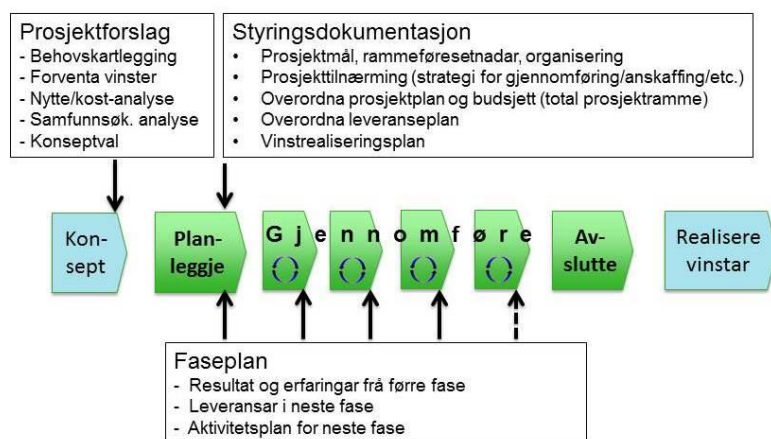 Prosjektforslag
- Behovskartlegging
- Forventa vinster
- Nytte/kost-analyse
- Samfunnsøk. analyse
- Konseptval
Styringsdokumentasjon
• Prosjektmål, rammeføresetnadar, organisering
• Prosjekttilnærming (strategi for gjennomføring/anskaffing/etc.)
• Overordna prosjektplan og budsjett (total prosjektramme)
• Overordna leveranseplan
• Vinstrealiseringsplan
Kon-
sept
Plan-
leggje
Gjennomføre
Av-
slutte
Realisere
vinstar
Faseplan
- Resultat og erfaringar frå førre fase
- Leveransar i neste fase
- Aktivitetsplan for neste fase